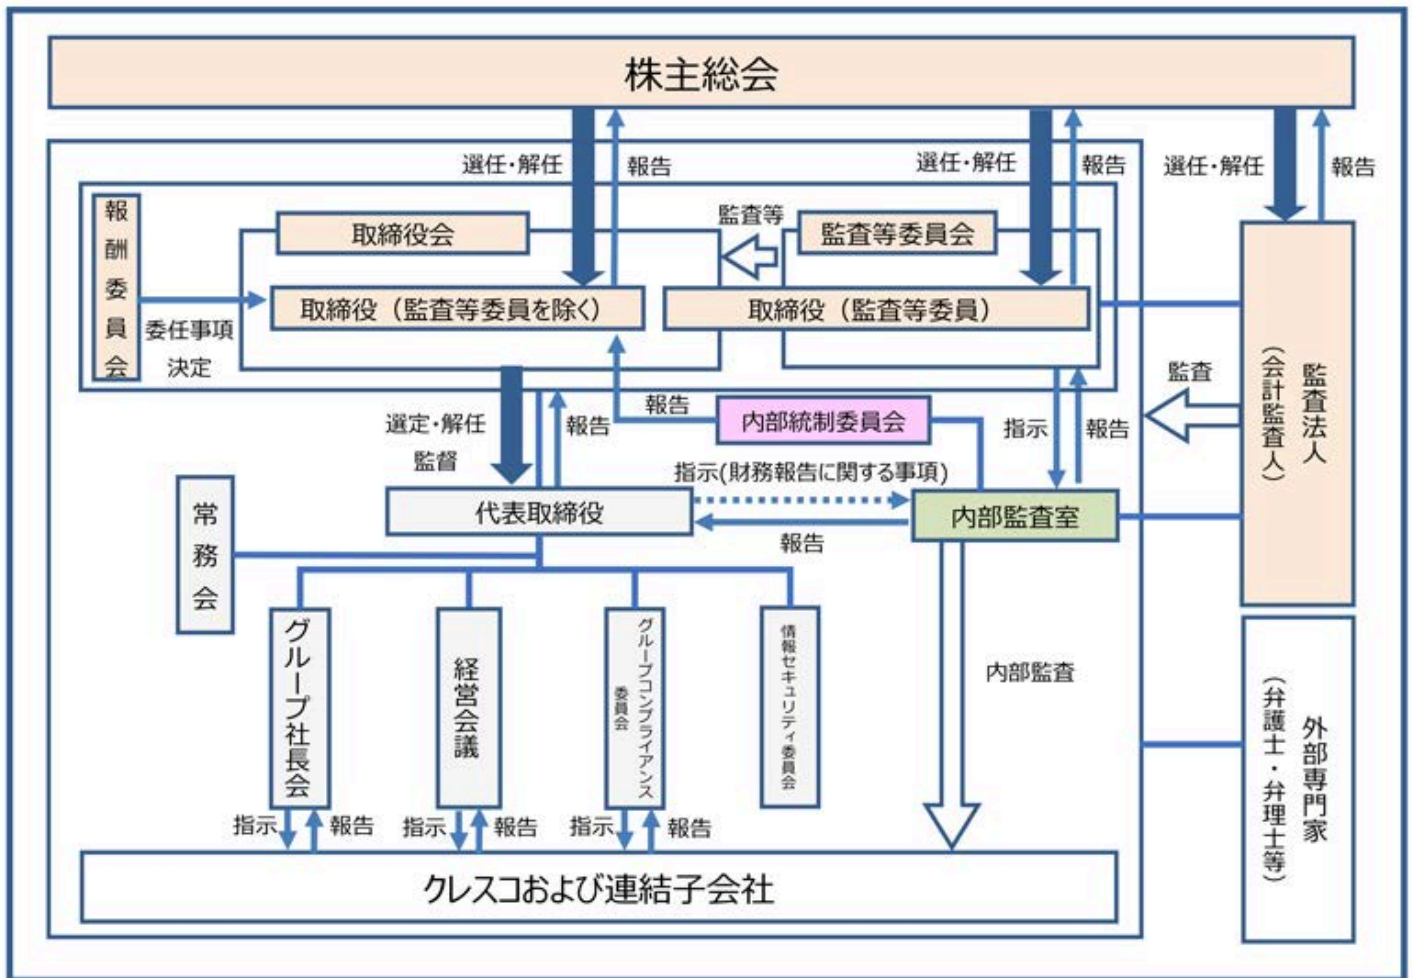 株主総会
選任・解任
報告
選任・解任
報告
選任・解任
報告
報酬委員会
取締役会
監査等
監査等委員会
取締役（監査等委員を除く）
取締役（監査等委員）
委任事項
決定
監査法人
（会計監査人）
監査
選定・解任
監督
報告
報告
内部統制委員会
指示
報告
指示(財務報告に関する事項)
常務会
代表取締役
内部監査室
報告
グループ社長会
経営会議
グループコンプライアンス
委員会
情報セキュリティ委員会
内部監査
外部専門家
（弁護士・弁理士等）
指示
報告
指示
報告
指示
報告
クレスコおよび連結子会社